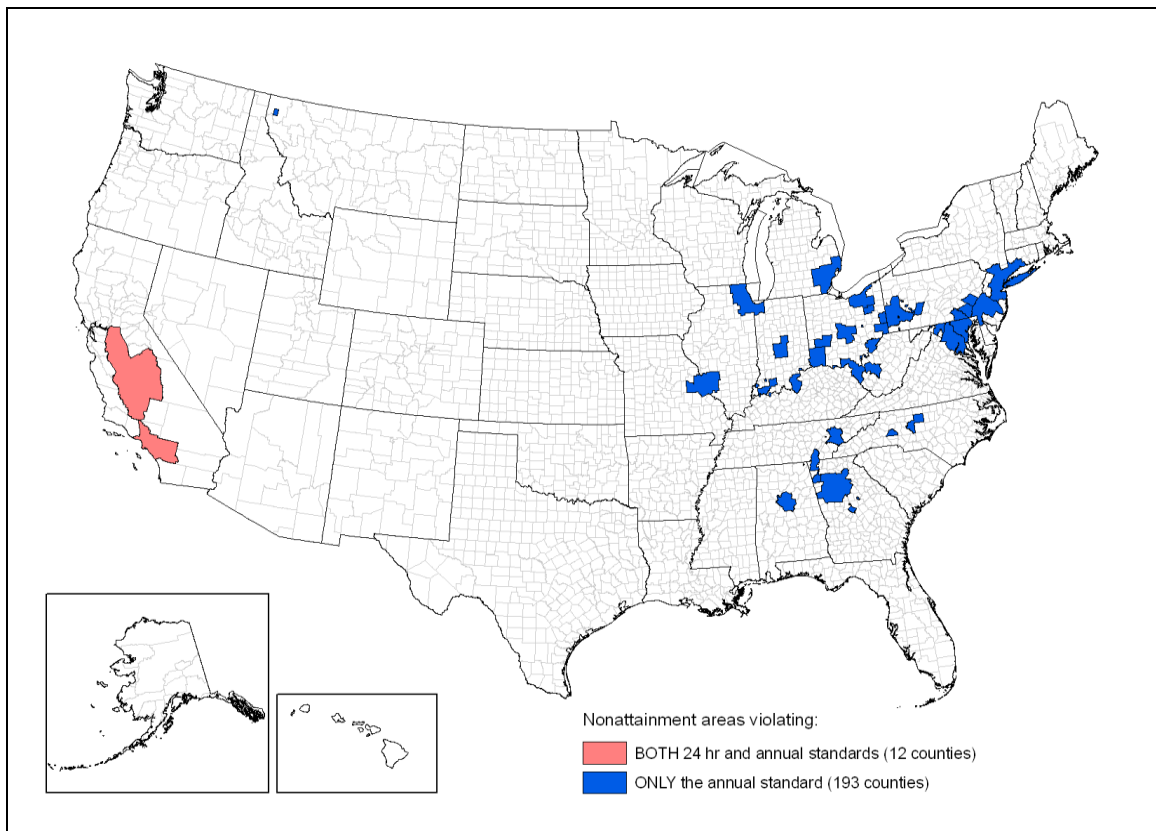 Nonattainment areas violating:
BOTH 24 hr and annual standards (12 counties)
ONLY the annual standard (193 counties)